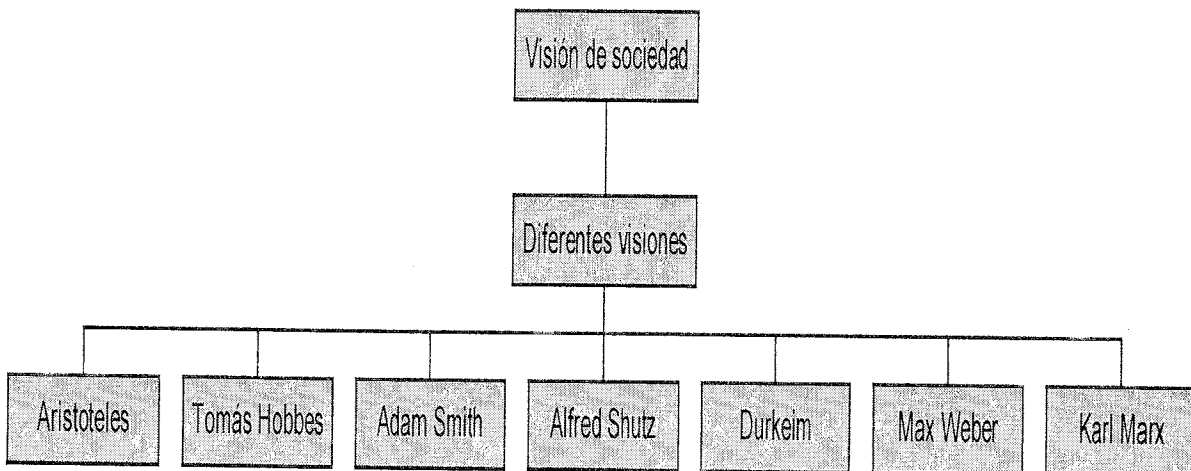 Visión de sociedad
Diferentes visiones
Aristoteles
Tomás Hobbes
Adam Smith
Alfred Shutz
Durkeim
Max Weber
Karl Marx